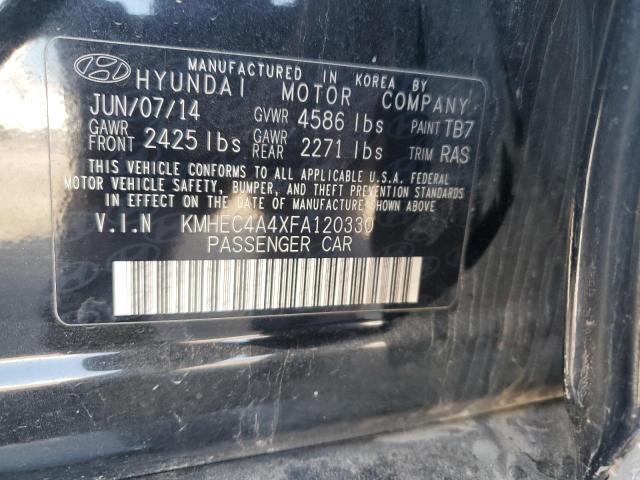 MANUFACTURED IN KOREA BY
HYUNDAI MOTOR COMPANY
JUN/07/14 GVWR 4586 lbs PAINT TB7
GAWR FRONT 2425 lbs GAWR REAR 2271 lbs TRIM RAS
THIS VEHICLE CONFORMS TO ALL APPLICABLE U.S.A. FEDERAL
MOTOR VEHICLE SAFETY, BUMPER, AND THEFT PREVENTION STANDARDS
IN EFFECT ON THE DATE OF MANUFACTURE SHOWN ABOVE
V.I.N KMHEC4A4XFA120330
PASSENGER CAR